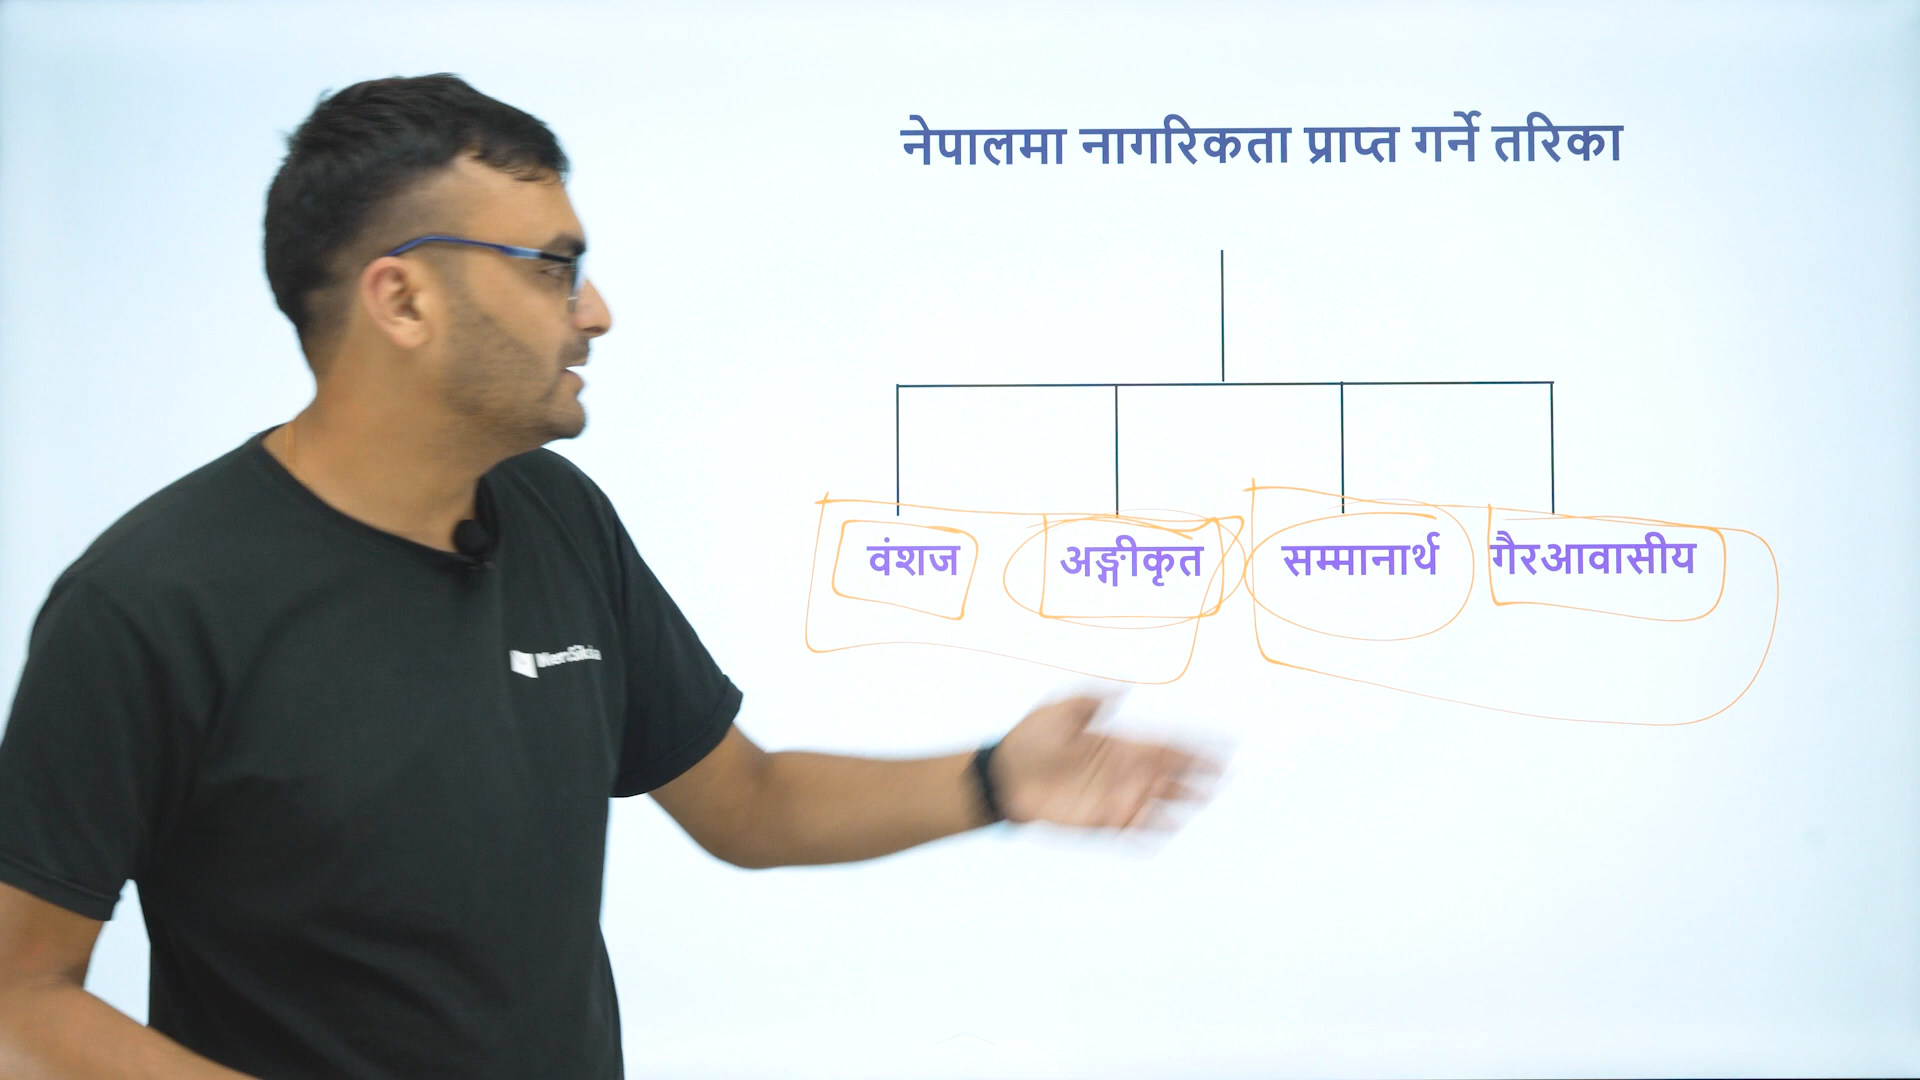 नेपालमा नागरिकता प्राप्त गर्ने तरिका
वंशज अङ्गीकृत सम्मानार्थ गैरआवासीय